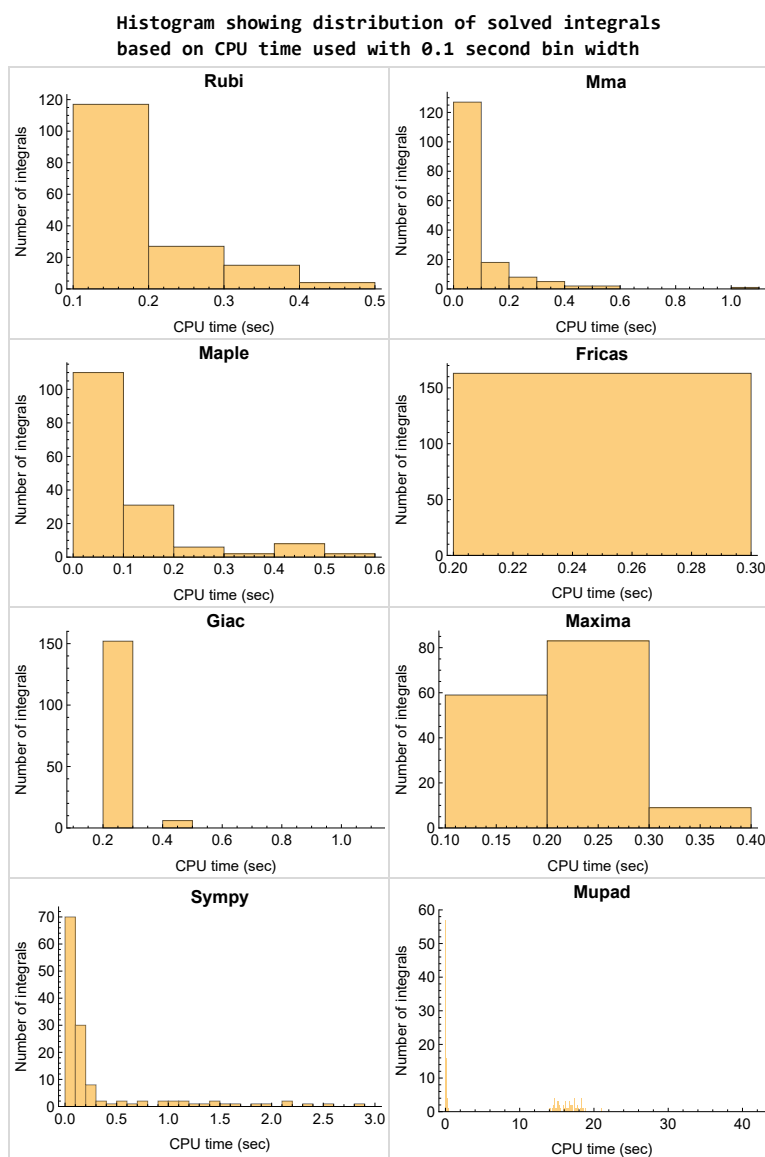 Histogram showing distribution of solved integrals
based on CPU time used with 0.1 second bin width
Rubi
Number of integrals
120
100
80
60
40
20
0
0.1 0.2 0.3 0.4 0.5
CPU time (sec)
Mma
Number of integrals
120
100
80
60
40
20
0
0.0 0.2 0.4 0.6 0.8 1.0
CPU time (sec)
Maple
Number of integrals
100
80
60
40
20
0
0.0 0.1 0.2 0.3 0.4 0.5 0.6
CPU time (sec)
Fricas
Number of integrals
150
100
50
0
0.20 0.22 0.24 0.26 0.28 0.30
CPU time (sec)
Giac
Number of integrals
150
100
50
0
0.2 0.4 0.6 0.8 1.0
CPU time (sec)
Maxima
Number of integrals
80
60
40
20
0
0.10 0.15 0.20 0.25 0.30 0.35 0.40
CPU time (sec)
Sympy
Number of integrals
70
60
50
40
30
20
10
0
0.0 0.5 1.0 1.5 2.0 2.5 3.0
CPU time (sec)
Mupad
Number of integrals
60
50
40
30
20
10
0
0 10 20 30 40
CPU time (sec)